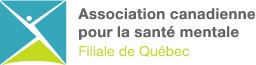 Association canadienne
pour la santé mentale
Filiale de Québec